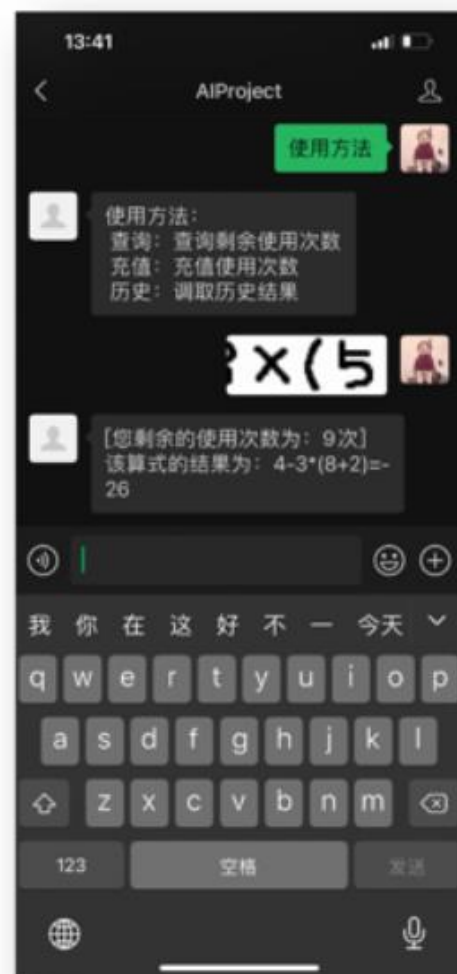 13:41
AIProject
使用方法
使用方法：
查询：查询剩余使用次数
充值：充值使用次数
历史：调取历史结果
×(5
[您剩余的使用次数为：9次]
该算式的结果为：4-3*(8+2)=-
26
我 你 在 这 好 不 一 今天
q w e r t y u i o p
a s d f g h j k l
z x c v b n m
123 空格 发送